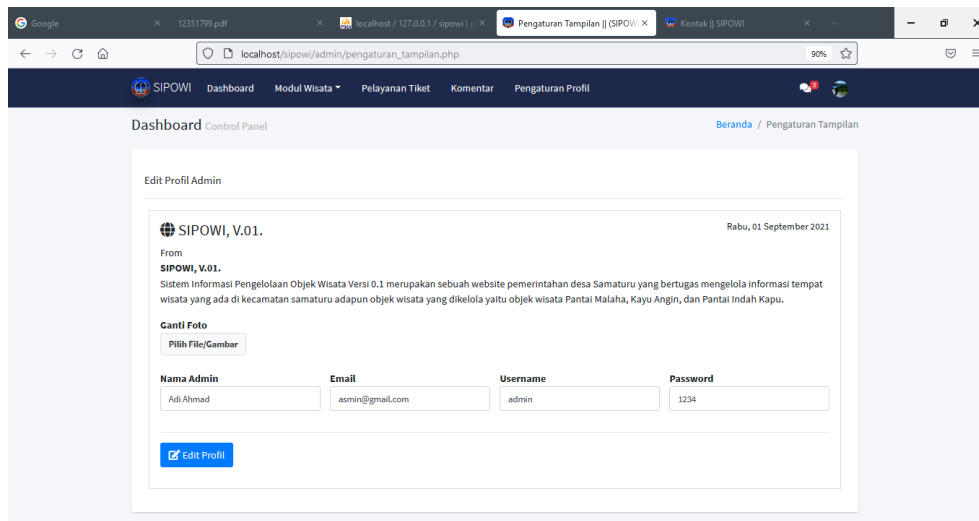 Google
12351799.pdf
localhost / 127.0.0.1 / sipowi | p
Pengaturan Tampilan || (SIPOWI
Kontak || SIPOWI
localhost/sipowi/admin/pengaturan_tampilan.php
90%
SIPOWI Dashboard Modul Wisata Pelayanan Tiket Komentar Pengaturan Profil 3
Dashboard Control Panel
Beranda / Pengaturan Tampilan
Edit Profil Admin
SIPOWI, V.01.
Rabu, 01 September 2021
From
SIPOWI, V.01.
Sistem Informasi Pengelolaan Objek Wisata Versi 0.1 merupakan sebuah website pemerintahan desa Samaturu yang bertugas mengelola informasi tempat
wisata yang ada di kecamatan samaturu adapun objek wisata yang dikelola yaitu objek wisata Pantai Malaha, Kayu Angin, dan Pantai Indah Kapu.
Ganti Foto
Pilih File/Gambar
Nama Admin Email Username Password
Adi Ahmad asmin@gmail.com admin 1234
Edit Profil